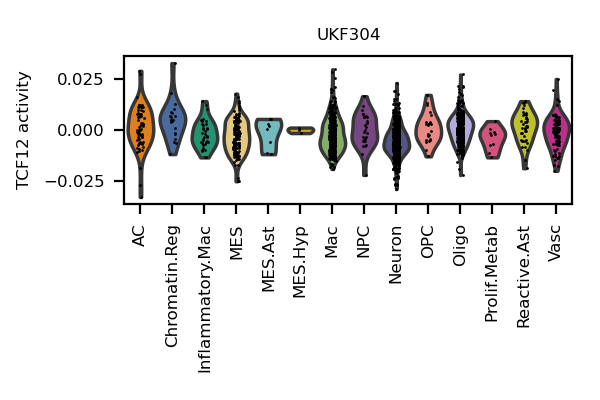 UKF304
TCF12 activity
0.025
0.000
−0.025
AC
Chromatin.Reg
Inflammatory.Mac
MES
MES.Ast
MES.Hyp
Mac
NPC
Neuron
OPC
Oligo
Prolif.Metab
Reactive.Ast
Vasc